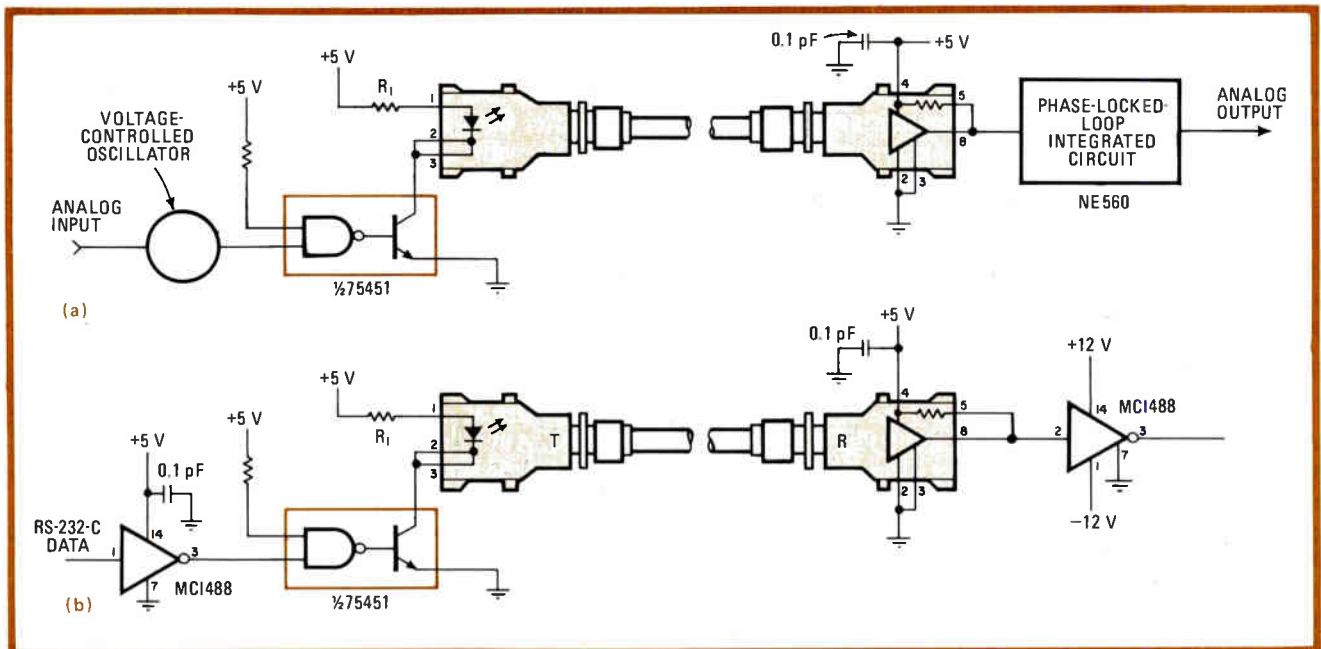 0.1 pF
+5 V
+5 V
+5 V
R1
1
2
3
4
5
8
2
3
VOLTAGE-
CONTROLLED
OSCILLATOR
ANALOG
INPUT
½75451
PHASE-LOCKED-
LOOP
INTEGRATED
CIRCUIT
NE560
ANALOG
OUTPUT
(a)
+5 V
0.1 pF
+12 V
+5 V
+5 V
R1
1
2
3
T
R
4
5
8
2
3
2
14
MC1488
3
7
1
-12 V
+5 V
0.1 pF
RS-232-C
DATA
1
14
3
7
MC1488
½75451
(b)